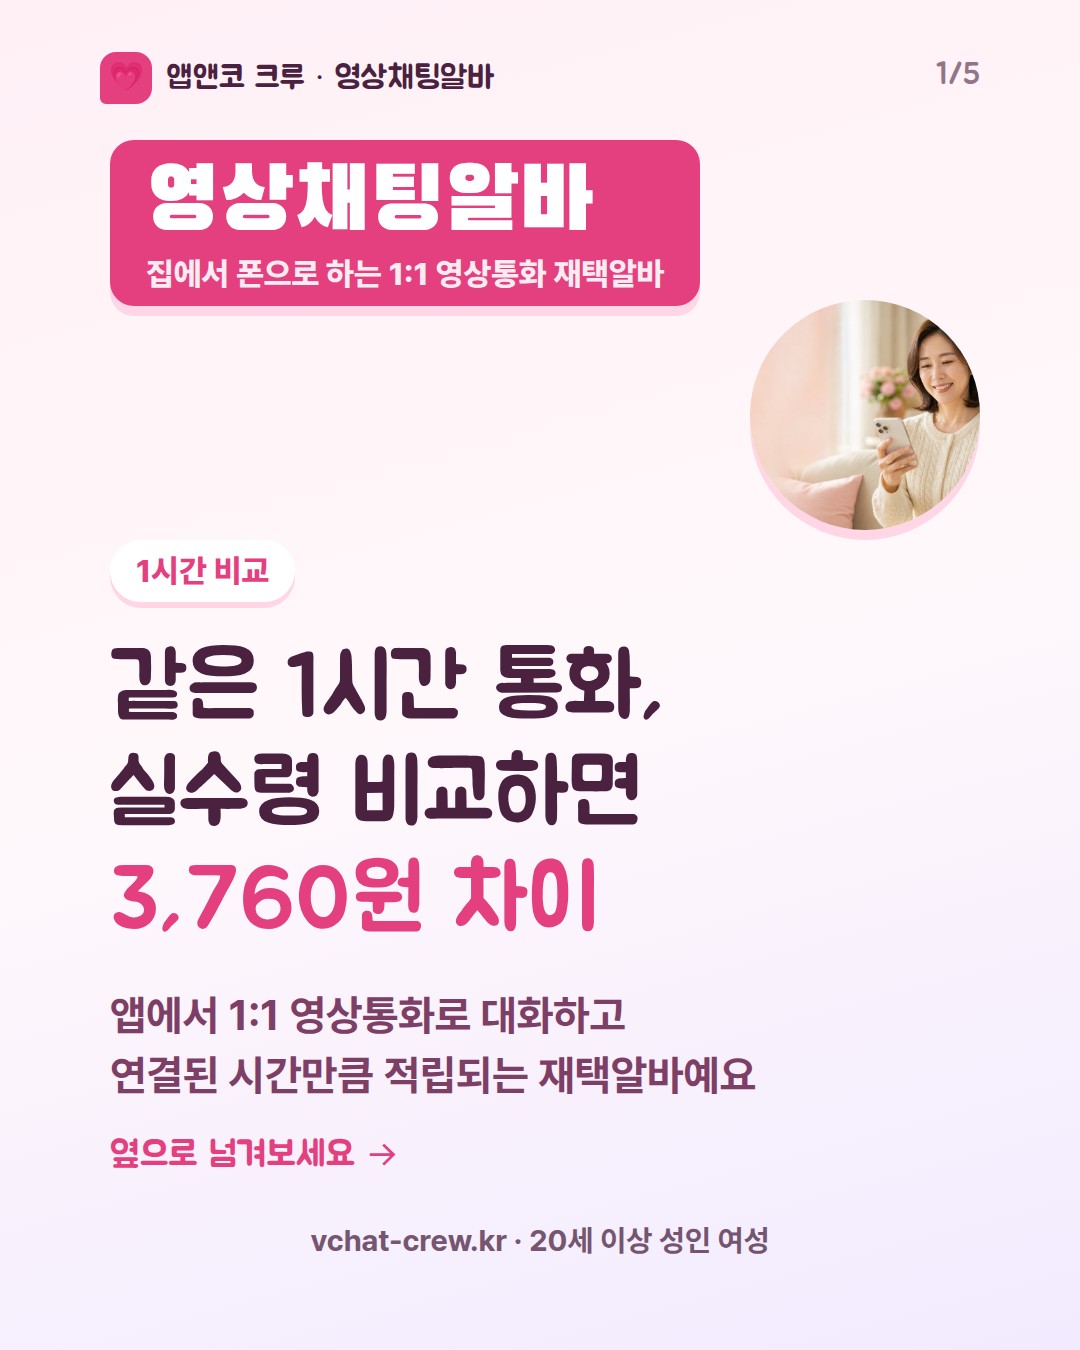 앱앤코 크루 · 영상채팅알바
1/5
영상채팅알바
집에서 폰으로 하는 1:1 영상통화 재택알바
1시간 비교
같은 1시간 통화,
실수령 비교하면
3,760원 차이
앱에서 1:1 영상통화로 대화하고
연결된 시간만큼 적립되는 재택알바예요
옆으로 넘겨보세요 →
vchat-crew.kr · 20세 이상 성인 여성